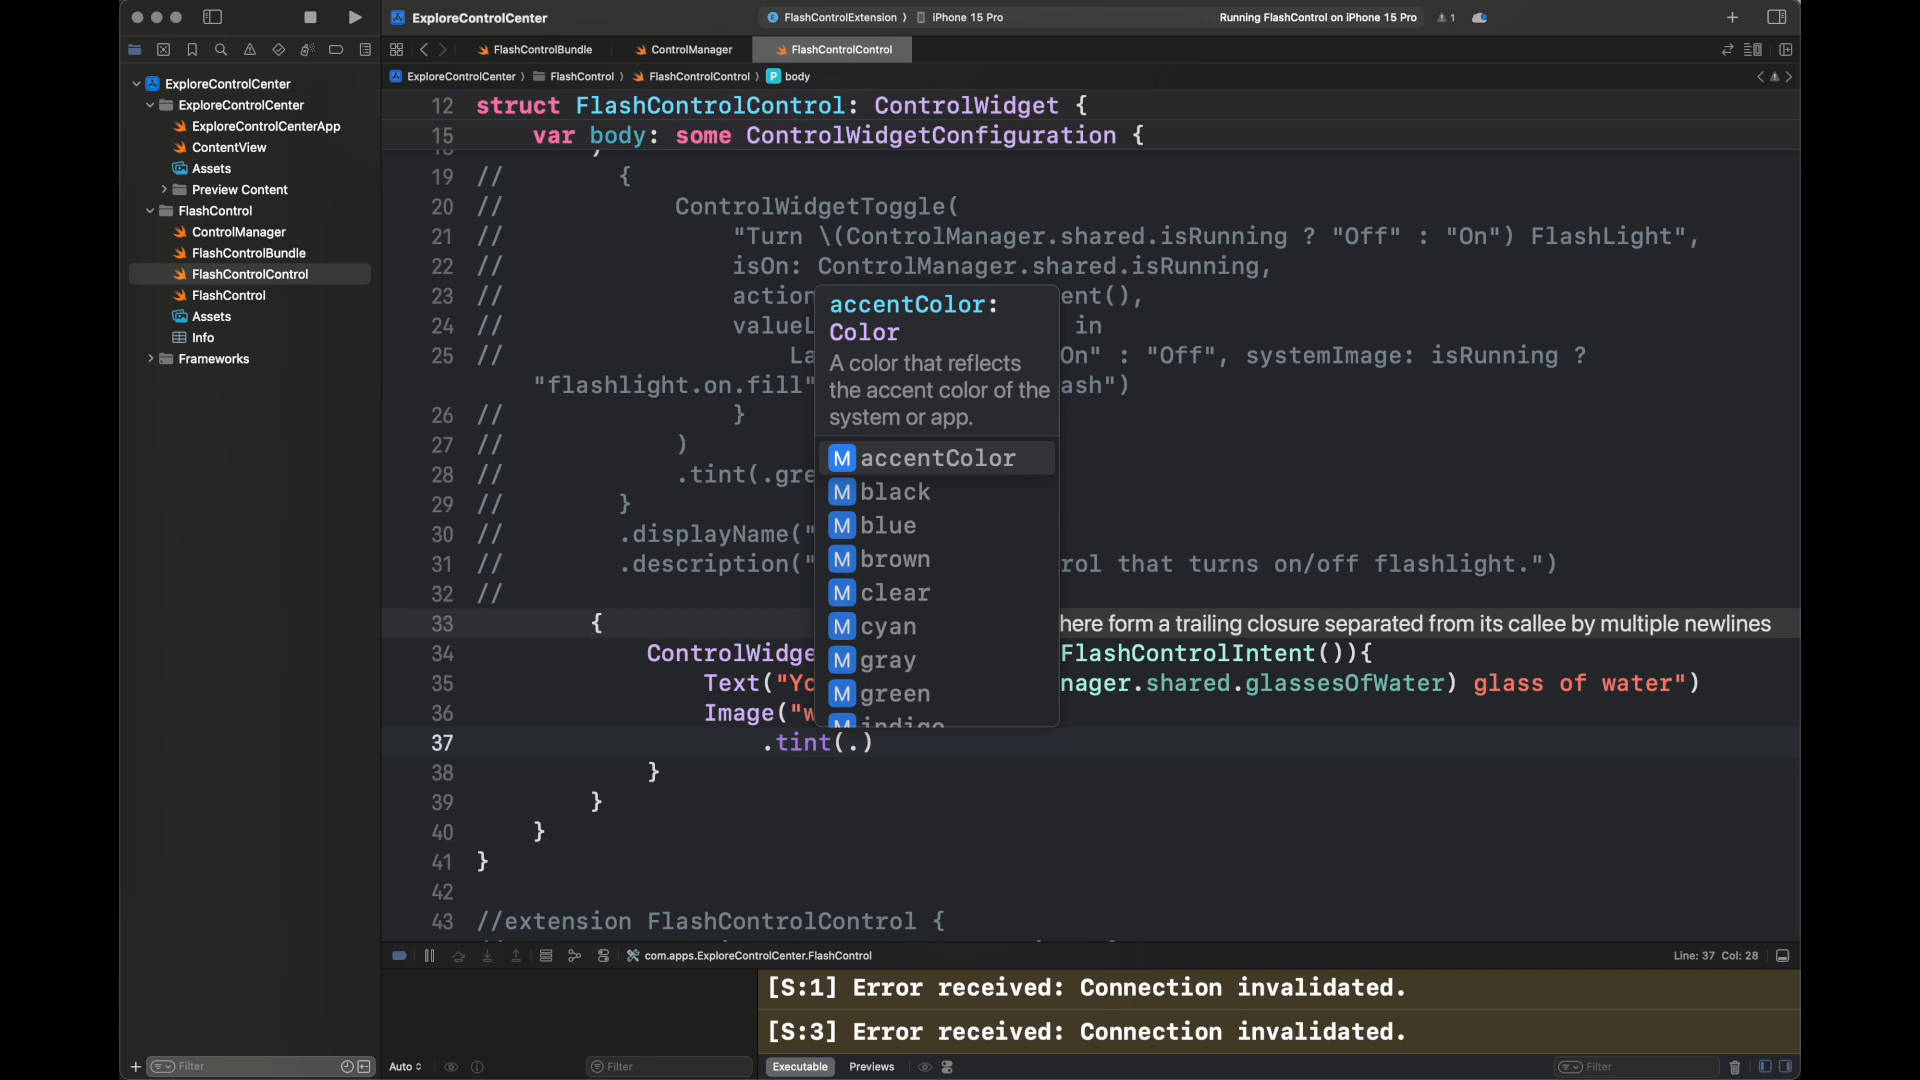 ExploreControlCenter
FlashControlExtension 〉 iPhone 15 Pro
Running FlashControl on iPhone 15 Pro
1
FlashControlBundle
ControlManager
FlashControlControl
ExploreControlCenter 〉 FlashControl 〉 FlashControlControl 〉 P body
ExploreControlCenter
ExploreControlCenter
ExploreControlCenterApp
ContentView
Assets
Preview Content
FlashControl
ControlManager
FlashControlBundle
FlashControlControl
FlashControl
Assets
Info
Frameworks
12 struct FlashControlControl: ControlWidget {
15 var body: some ControlWidgetConfiguration {
19 // {
20 // ControlWidgetToggle(
21 // "Turn \(ControlManager.shared.isRunning ? "Off" : "On") FlashLight",
22 // isOn: ControlManager.shared.isRunning,
23 // action ent(),
24 // valueL in
25 // La On" : "Off", systemImage: isRunning ?
"flashlight.on.fill" ash")
26 // }
27 // )
28 // .tint(.gre
29 // }
30 // .displayName("
31 // .description(" rol that turns on/off flashlight.")
32 //
33 { here form a trailing closure separated from its callee by multiple newlines
34 ControlWidge FlashControlIntent()){
35 Text("Yo nager.shared.glassesOfWater) glass of water")
36 Image("w
37 .tint(.)
38 }
39 }
40 }
41 }
42
43 //extension FlashControlControl {
accentColor:
Color
A color that reflects
the accent color of the
system or app.
M accentColor
M black
M blue
M brown
M clear
M cyan
M gray
M green
M indigo
com.apps.ExploreControlCenter.FlashControl
Line: 37 Col: 28
[S:1] Error received: Connection invalidated.
[S:3] Error received: Connection invalidated.
Filter
Auto
Filter
Executable
Previews
Filter